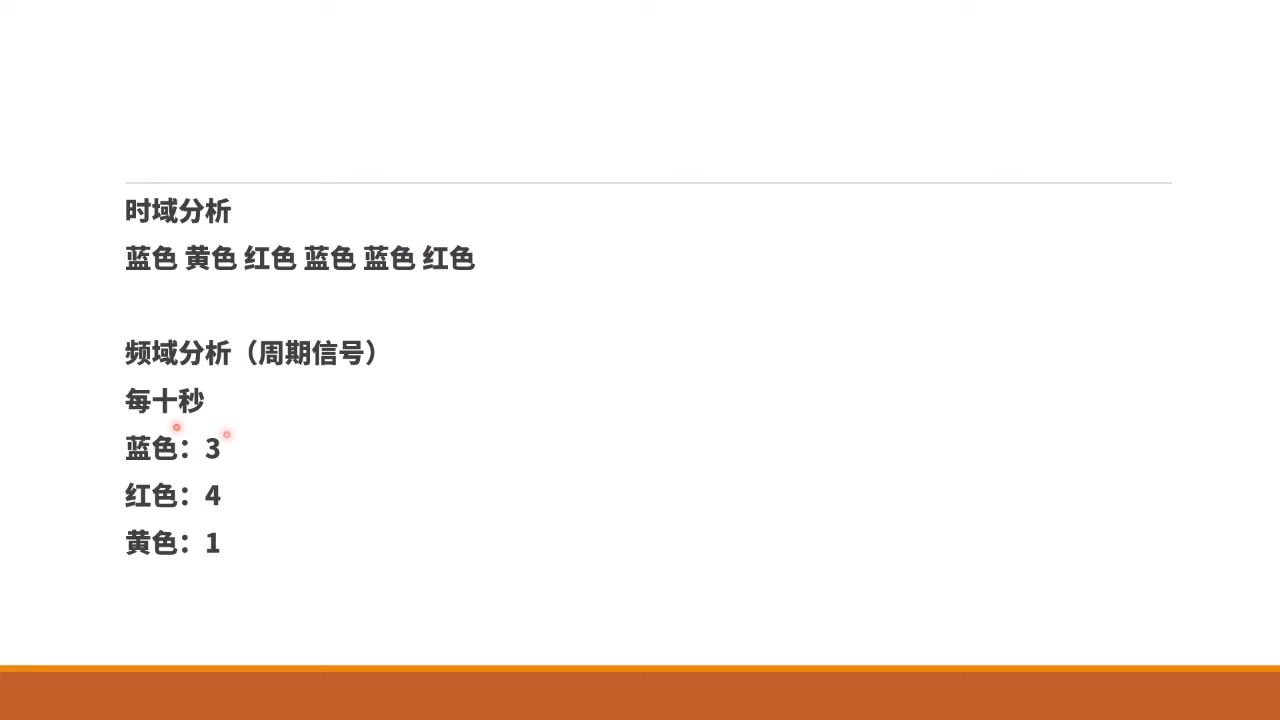 时域分析
蓝色 黄色 红色 蓝色 蓝色 红色
频域分析（周期信号）
每十秒
蓝色：3
红色：4
黄色：1